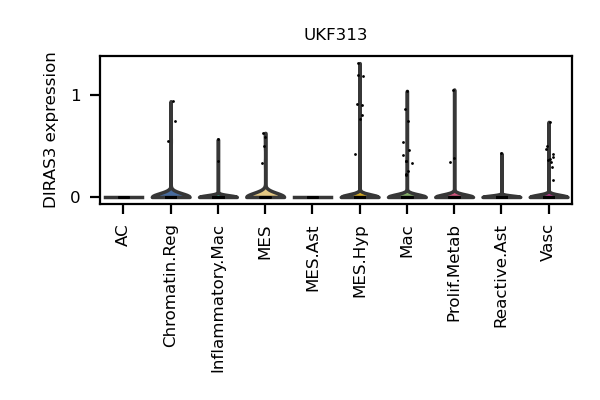 UKF313
DIRAS3 expression
1
0
AC
Chromatin.Reg
Inflammatory.Mac
MES
MES.Ast
MES.Hyp
Mac
Prolif.Metab
Reactive.Ast
Vasc